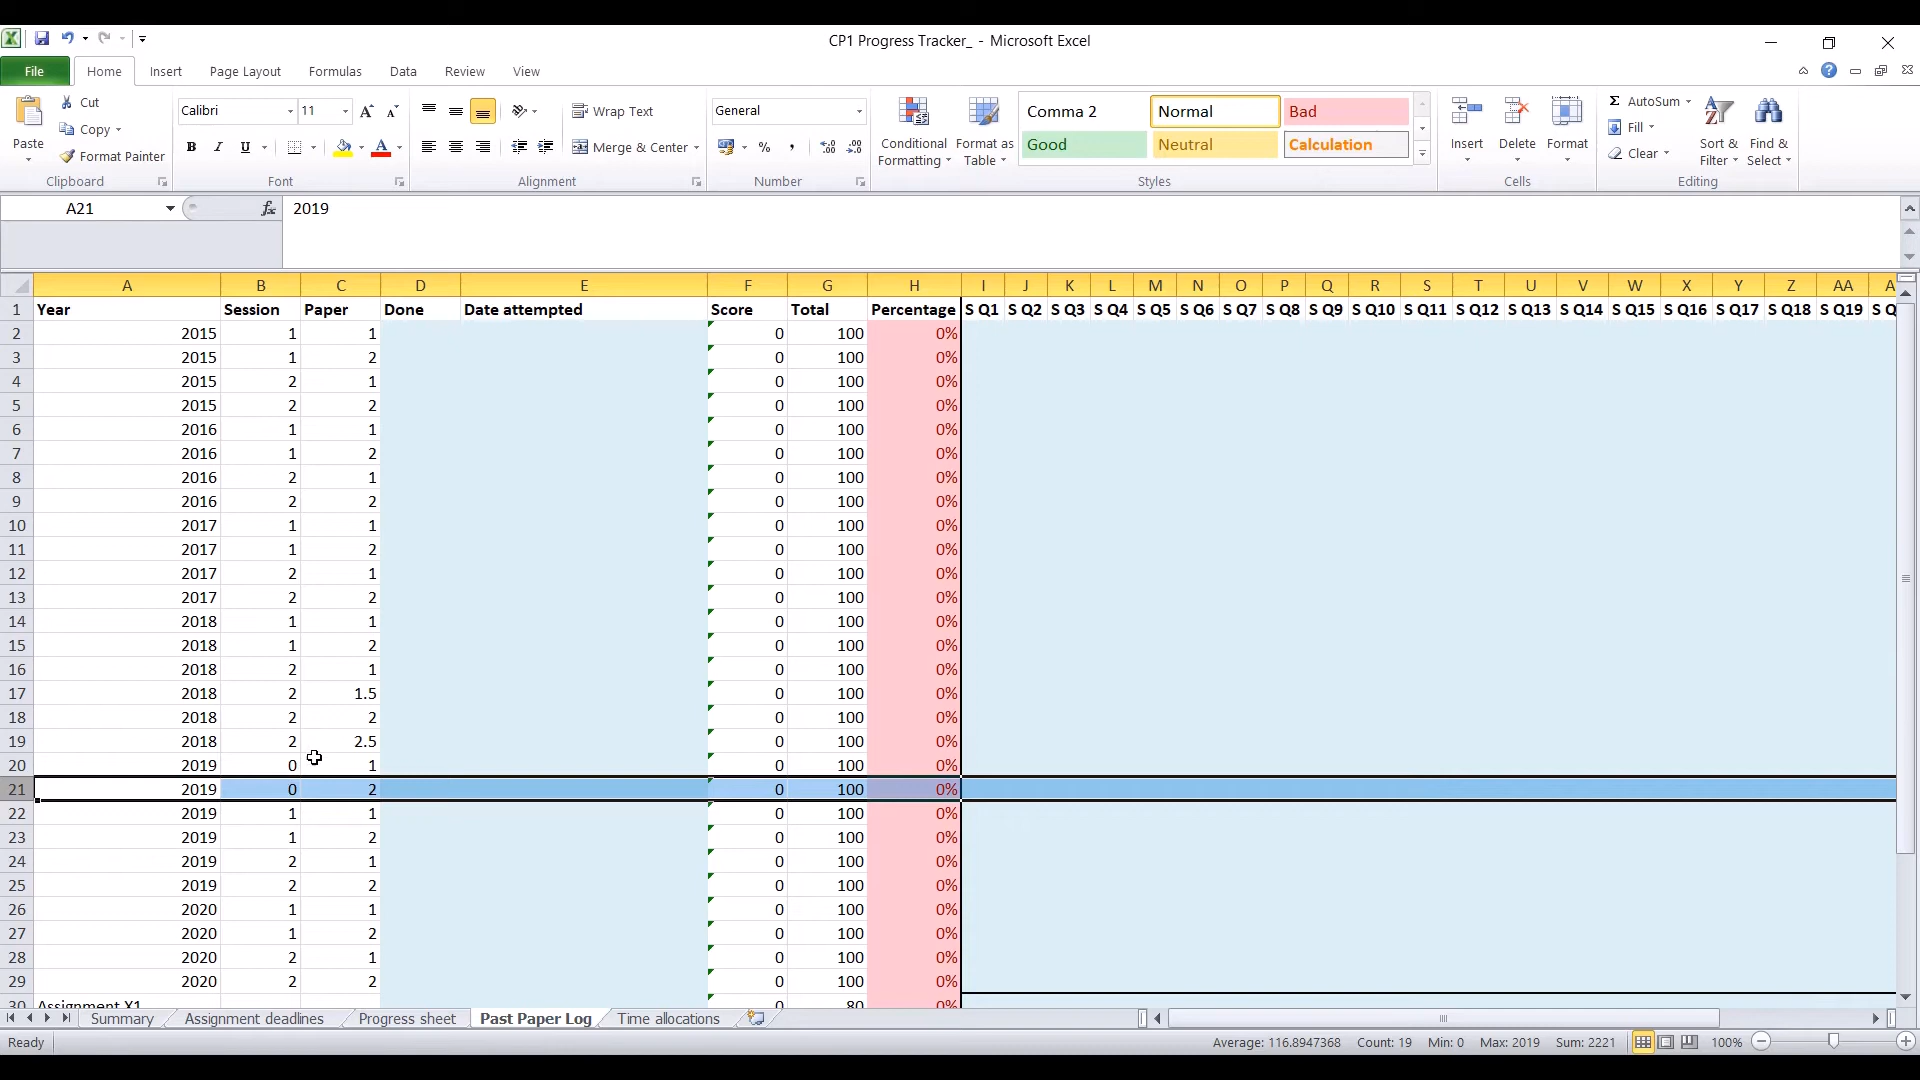 CP1 Progress Tracker_ - Microsoft Excel
File Home Insert Page Layout Formulas Data Review View
Paste Cut Copy Format Painter Clipboard
Calibri 11 B I U Font
Wrap Text Merge & Center Alignment
General % , Number
Conditional Formatting Format as Table
Comma 2 Normal Bad
Good Neutral Calculation
Styles
Insert Delete Format Cells
Σ AutoSum Fill Clear Sort & Filter Find & Select Editing
A21 fx 2019
A B C D E F G H I J K L M N O P Q R S T U V W X Y Z AA A
1 Year Session Paper Done Date attempted Score Total Percentage S Q1 S Q2 S Q3 S Q4 S Q5 S Q6 S Q7 S Q8 S Q9 S Q10 S Q11 S Q12 S Q13 S Q14 S Q15 S Q16 S Q17 S Q18 S Q19 S Q
2 2015 1 1 0 100 0%
3 2015 1 2 0 100 0%
4 2015 2 1 0 100 0%
5 2015 2 2 0 100 0%
6 2016 1 1 0 100 0%
7 2016 1 2 0 100 0%
8 2016 2 1 0 100 0%
9 2016 2 2 0 100 0%
10 2017 1 1 0 100 0%
11 2017 1 2 0 100 0%
12 2017 2 1 0 100 0%
13 2017 2 2 0 100 0%
14 2018 1 1 0 100 0%
15 2018 1 2 0 100 0%
16 2018 2 1 0 100 0%
17 2018 2 1.5 0 100 0%
18 2018 2 2 0 100 0%
19 2018 2 2.5 0 100 0%
20 2019 0 1 0 100 0%
21 2019 0 2 0 100 0%
22 2019 1 1 0 100 0%
23 2019 1 2 0 100 0%
24 2019 2 1 0 100 0%
25 2019 2 2 0 100 0%
26 2020 1 1 0 100 0%
27 2020 1 2 0 100 0%
28 2020 2 1 0 100 0%
29 2020 2 2 0 100 0%
30 Assignment X1 0 80 0%
Summary Assignment deadlines Progress sheet Past Paper Log Time allocations
Ready Average: 116.8947368 Count: 19 Min: 0 Max: 2019 Sum: 2221 100%